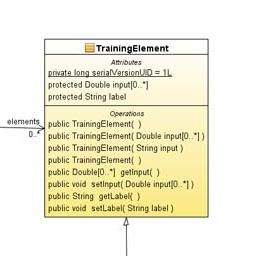 TrainingElement
Attributes
private long serialVersionUID = 1L
protected Double input[0..*]
protected String label
Operations
elements
public TrainingElement(  )
0..*
public TrainingElement( Double input[0..*] )
public TrainingElement( String input )
public TrainingElement(  )
public Double[0..*]  getInput(  )
public void  setInput( Double input[0..*] )
public String  getLabel(  )
public void  setLabel( String label )